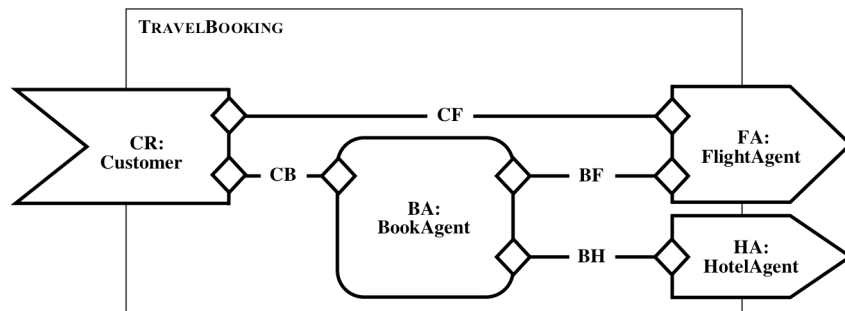 TRAVELBOOKING
CF
CR:
Customer
FA:
FlightAgent
CB
BF
BA:
BookAgent
BH
HA:
HotelAgent